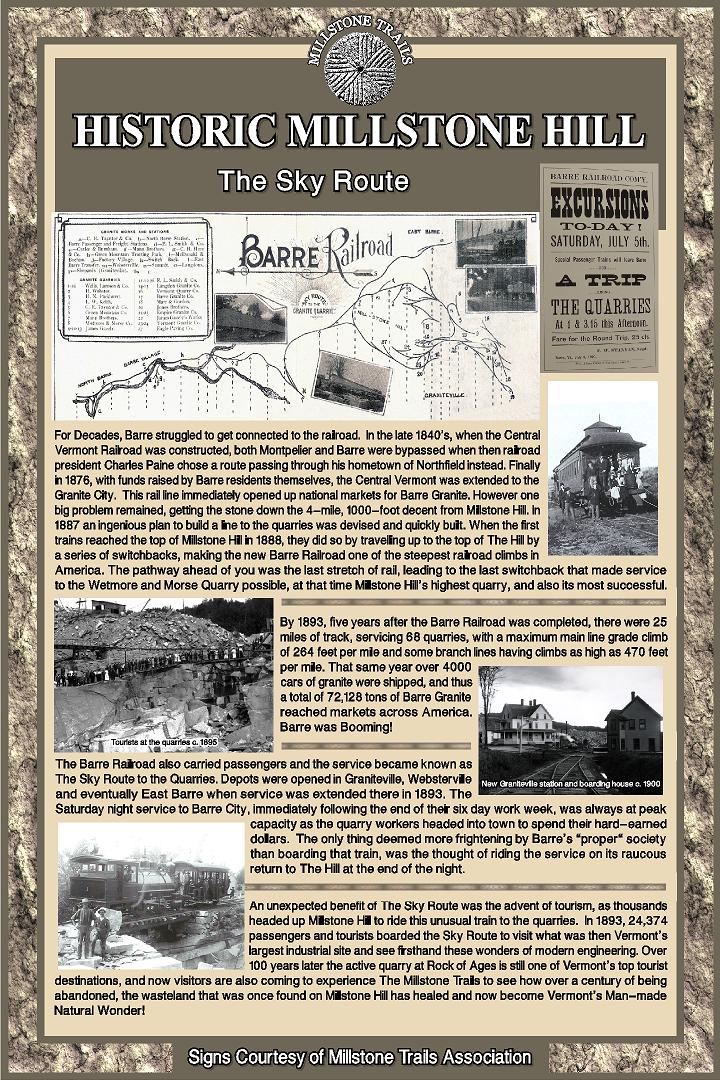 MILLSTONE TRAILS
HISTORIC MILLSTONE HILL
The Sky Route
BARRE RAILROAD COM'Y.
EXCURSIONS
TO-DAY!
SATURDAY, JULY 5th.
Special Passenger Trains will leave Barre
A TRIP
THE QUARRIES
At 1 & 3.15 this Afternoon.
Fare for the Round Trip, 25 cts
GRANITE WORKS AND STATIONS
GRANITE QUARRIES
BARRE Railroad
SKY ROUTE
TO THE
GRANITE QUARRIES
EAST BARRE
MILLSTONE HILL
NORTH BARRE
BARRE VILLAGE
GRANITEVILLE
For Decades, Barre struggled to get connected to the railroad. In the late 1840's, when the Central
Vermont Railroad was constructed, both Montpelier and Barre were bypassed when then railroad
president Charles Paine chose a route passing through his hometown of Northfield instead. Finally
in 1876, with funds raised by Barre residents themselves, the Central Vermont was extended to the
Granite City. This rail line immediately opened up national markets for Barre Granite. However one
big problem remained, getting the stone down the 4-mile, 1000-foot decent from Millstone Hill. In
1887 an ingenious plan to build a line to the quarries was devised and quickly built. When the first
trains reached the top of Millstone Hill in 1888, they did so by travelling up to the top of The Hill by
a series of switchbacks, making the new Barre Railroad one of the steepest railroad climbs in
America. The pathway ahead of you was the last stretch of rail, leading to the last switchback that made service
to the Wetmore and Morse Quarry possible, at that time Millstone Hill's highest quarry, and also its most successful.
Tourists at the quarries c. 1895
By 1893, five years after the Barre Railroad was completed, there were 25
miles of track, servicing 68 quarries, with a maximum main line grade climb
of 264 feet per mile and some branch lines having climbs as high as 470 feet
per mile. That same year over 4000
cars of granite were shipped, and thus
a total of 72,128 tons of Barre Granite
reached markets across America.
Barre was Booming!
New Graniteville station and boarding house c. 1900
The Barre Railroad also carried passengers and the service became known as
The Sky Route to the Quarries. Depots were opened in Graniteville, Websterville
and eventually East Barre when service was extended there in 1893. The
Saturday night service to Barre City, immediately following the end of their six day work week, was always at peak
capacity as the quarry workers headed into town to spend their hard-earned
dollars. The only thing deemed more frightening by Barre's "proper" society
than boarding that train, was the thought of riding the service on its raucous
return to The Hill at the end of the night.
An unexpected benefit of The Sky Route was the advent of tourism, as thousands
headed up Millstone Hill to ride this unusual train to the quarries. In 1893, 24,374
passengers and tourists boarded the Sky Route to visit what was then Vermont's
largest industrial site and see firsthand these wonders of modern engineering. Over
100 years later the active quarry at Rock of Ages is still one of Vermont's top tourist
destinations, and now visitors are also coming to experience The Millstone Trails to see how over a century of being
abandoned, the wasteland that was once found on Millstone Hill has healed and now become Vermont's Man-made
Natural Wonder!
Signs Courtesy of Millstone Trails Association